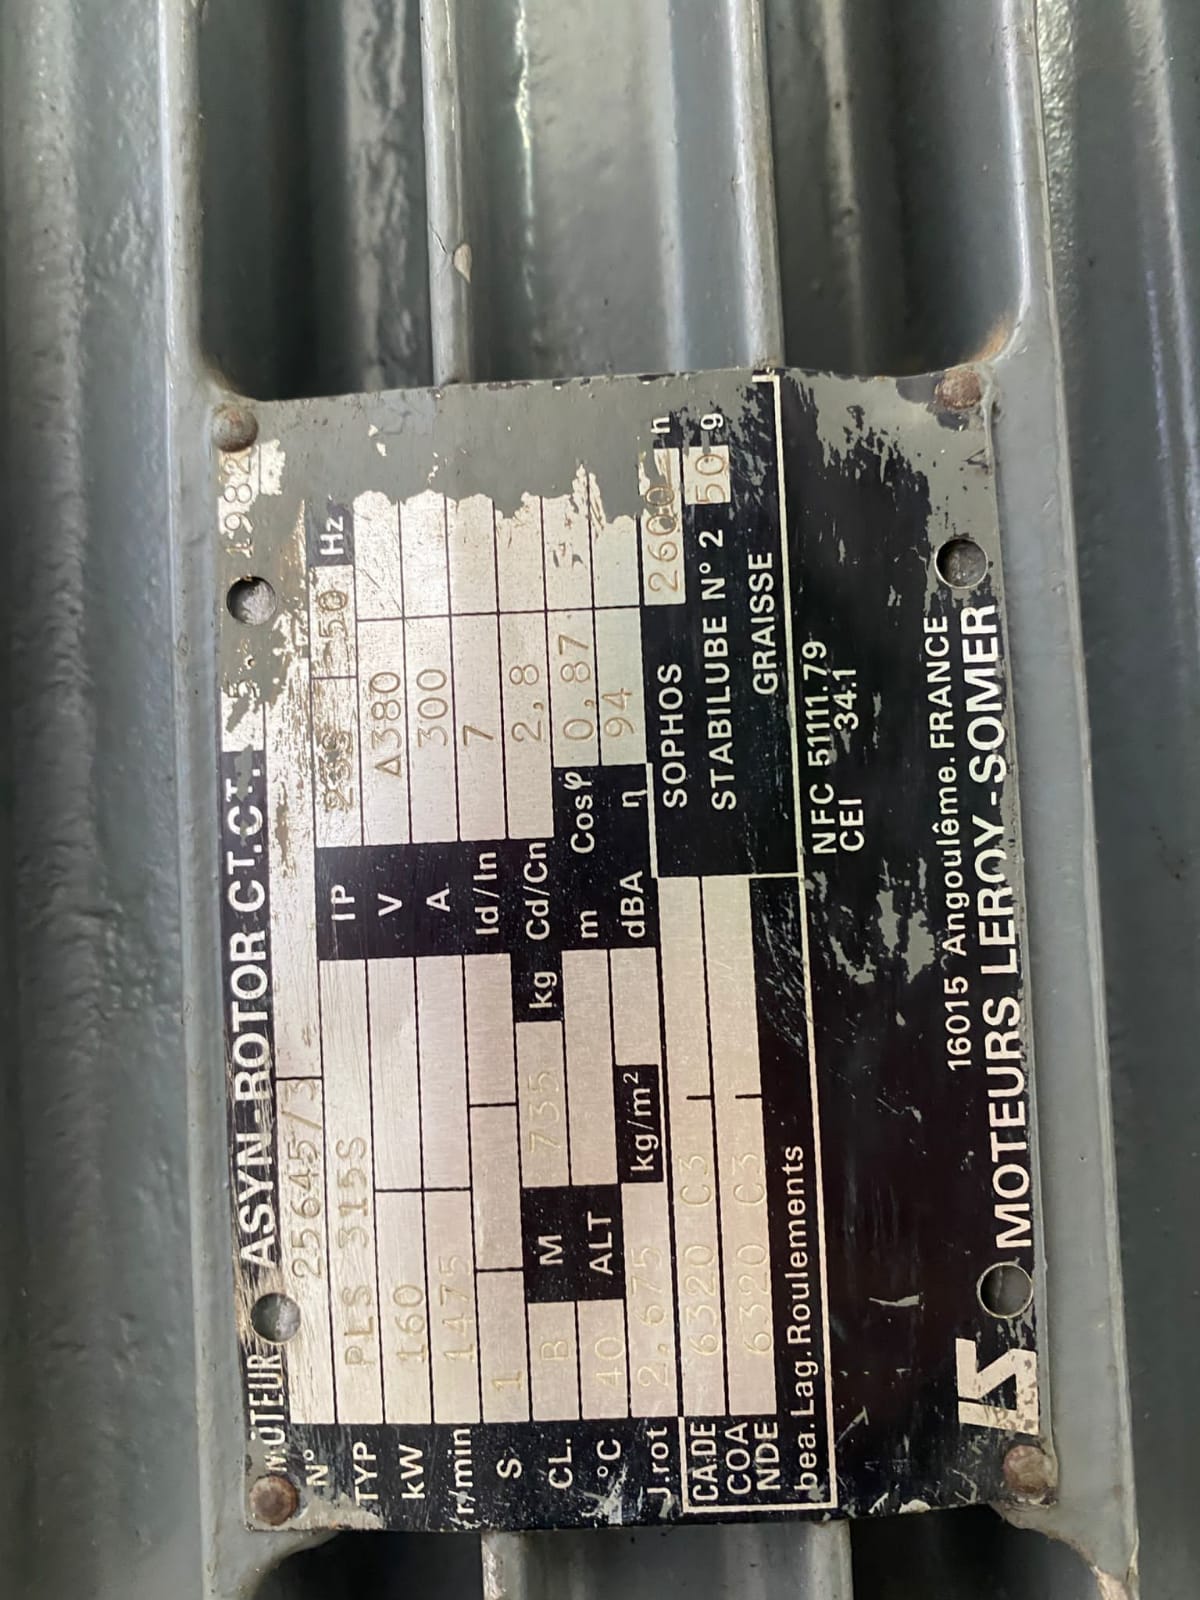 MOTEUR ASYN-ROTOR CT.CT. 1982
N° 25645/3
TYP PLS 315S IP 23S 50 Hz
kW 160 V Δ380
r/min 1475 A 300
S. 1 Id/In 7
CL. B M 735 kg Cd/Cn 2,8
°C 40 ALT m Cosφ 0,87
J.rot 2,675 kg/m² dBA η 94
CA.DE 6320 C3 SOPHOS 2600 h
COA
NDE 6320 C3 STABILUBE N° 2 50 g
bea. Lag. Roulements GRAISSE
NFC 51111.79
CEI 34.1
16015 Angoulême. FRANCE
LS MOTEURS LEROY-SOMER